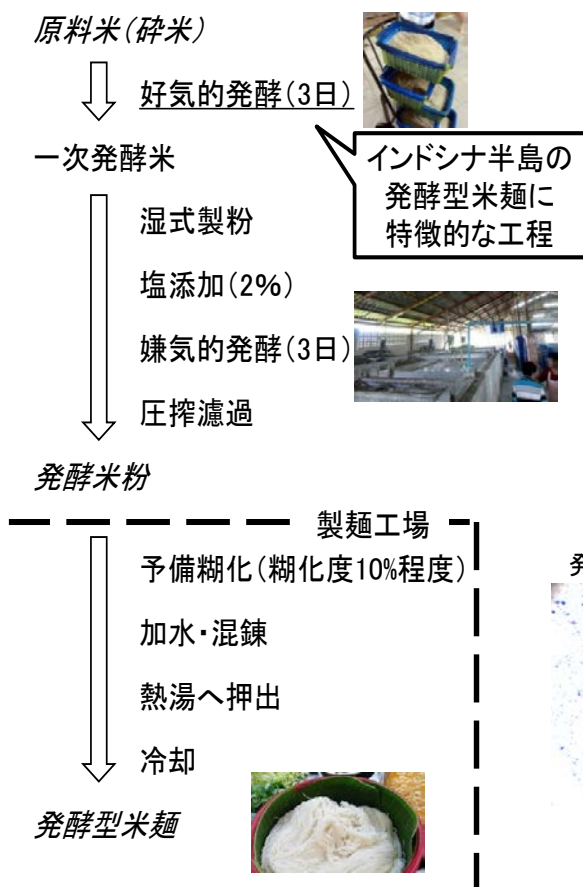 原料米(砕米)
好気的発酵(3日)
一次発酵米
インドシナ半島の
発酵型米麺に
特徴的な工程
湿式製粉
塩添加(2%)
嫌気的発酵(3日)
圧搾濾過
発酵米粉
製麺工場
予備糊化(糊化度10%程度)
加水・混錬
熱湯へ押出
冷却
発酵型米麺